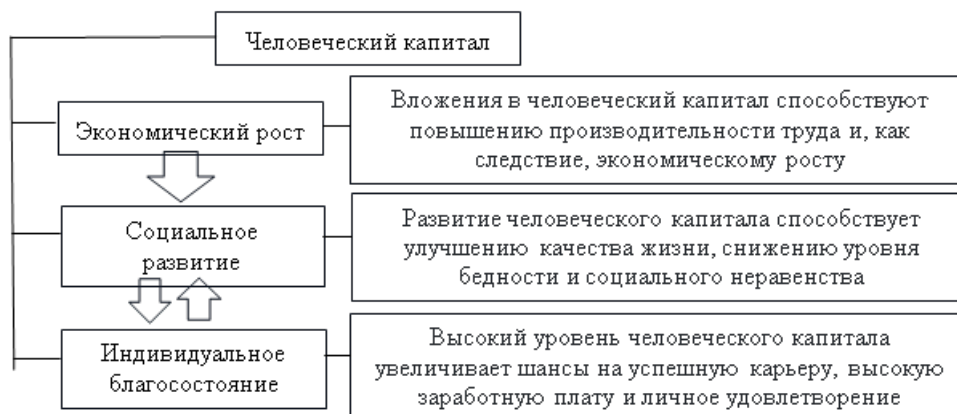 Человеческий капитал
Экономический рост
Вложения в человеческий капитал способствуют
повышению производительности труда и, как
следствие, экономическому росту
Социальное
развитие
Развитие человеческого капитала способствует
улучшению качества жизни, снижению уровня
бедности и социального неравенства
Индивидуальное
благосостояние
Высокий уровень человеческого капитала
увеличивает шансы на успешную карьеру, высокую
заработную плату и личное удовлетворение